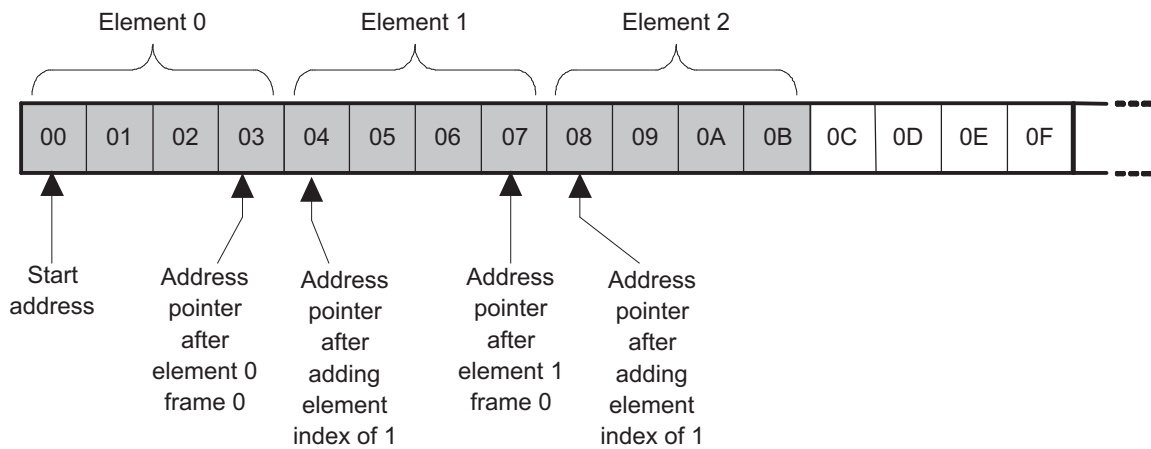 Element 0
Element 1
Element 2
00 01 02 03 04 05 06 07 08 09 0A 0B 0C 0D 0E 0F
Start
address
Address
pointer
after
element 0
frame 0
Address
pointer
after
adding
element
index of 1
Address
pointer
after
element 1
frame 0
Address
pointer
after
adding
element
index of 1